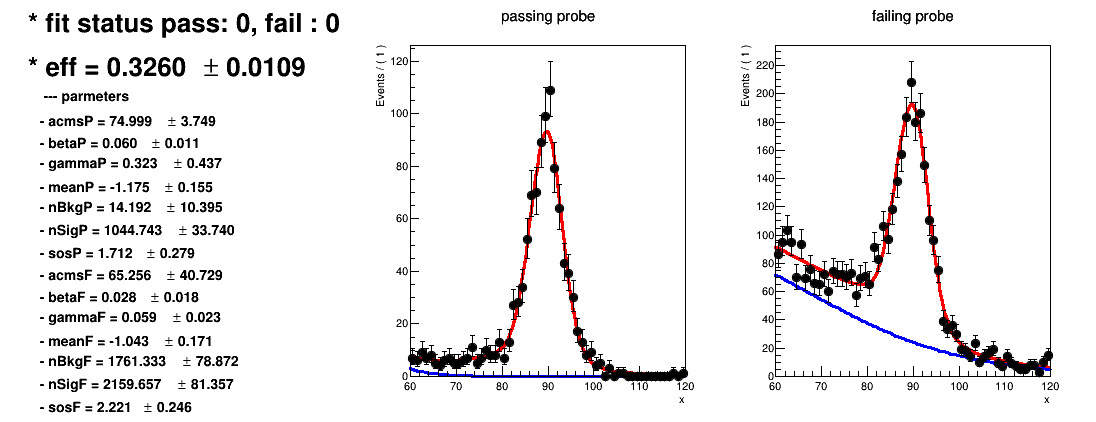 * fit status pass: 0, fail : 0
* eff = 0.3260 ± 0.0109
--- parmeters
- acmsP = 74.999 ± 3.749
- betaP = 0.060 ± 0.011
- gammaP = 0.323 ± 0.437
- meanP = -1.175 ± 0.155
- nBkgP = 14.192 ± 10.395
- nSigP = 1044.743 ± 33.740
- sosP = 1.712 ± 0.279
- acmsF = 65.256 ± 40.729
- betaF = 0.028 ± 0.018
- gammaF = 0.059 ± 0.023
- meanF = -1.043 ± 0.171
- nBkgF = 1761.333 ± 78.872
- nSigF = 2159.657 ± 81.357
- sosF = 2.221 ± 0.246
passing probe
Events / ( 1 )
120
100
80
60
40
20
0
60 70 80 90 100 110 120
x
failing probe
Events / ( 1 )
220
200
180
160
140
120
100
80
60
40
20
0
60 70 80 90 100 110 120
x